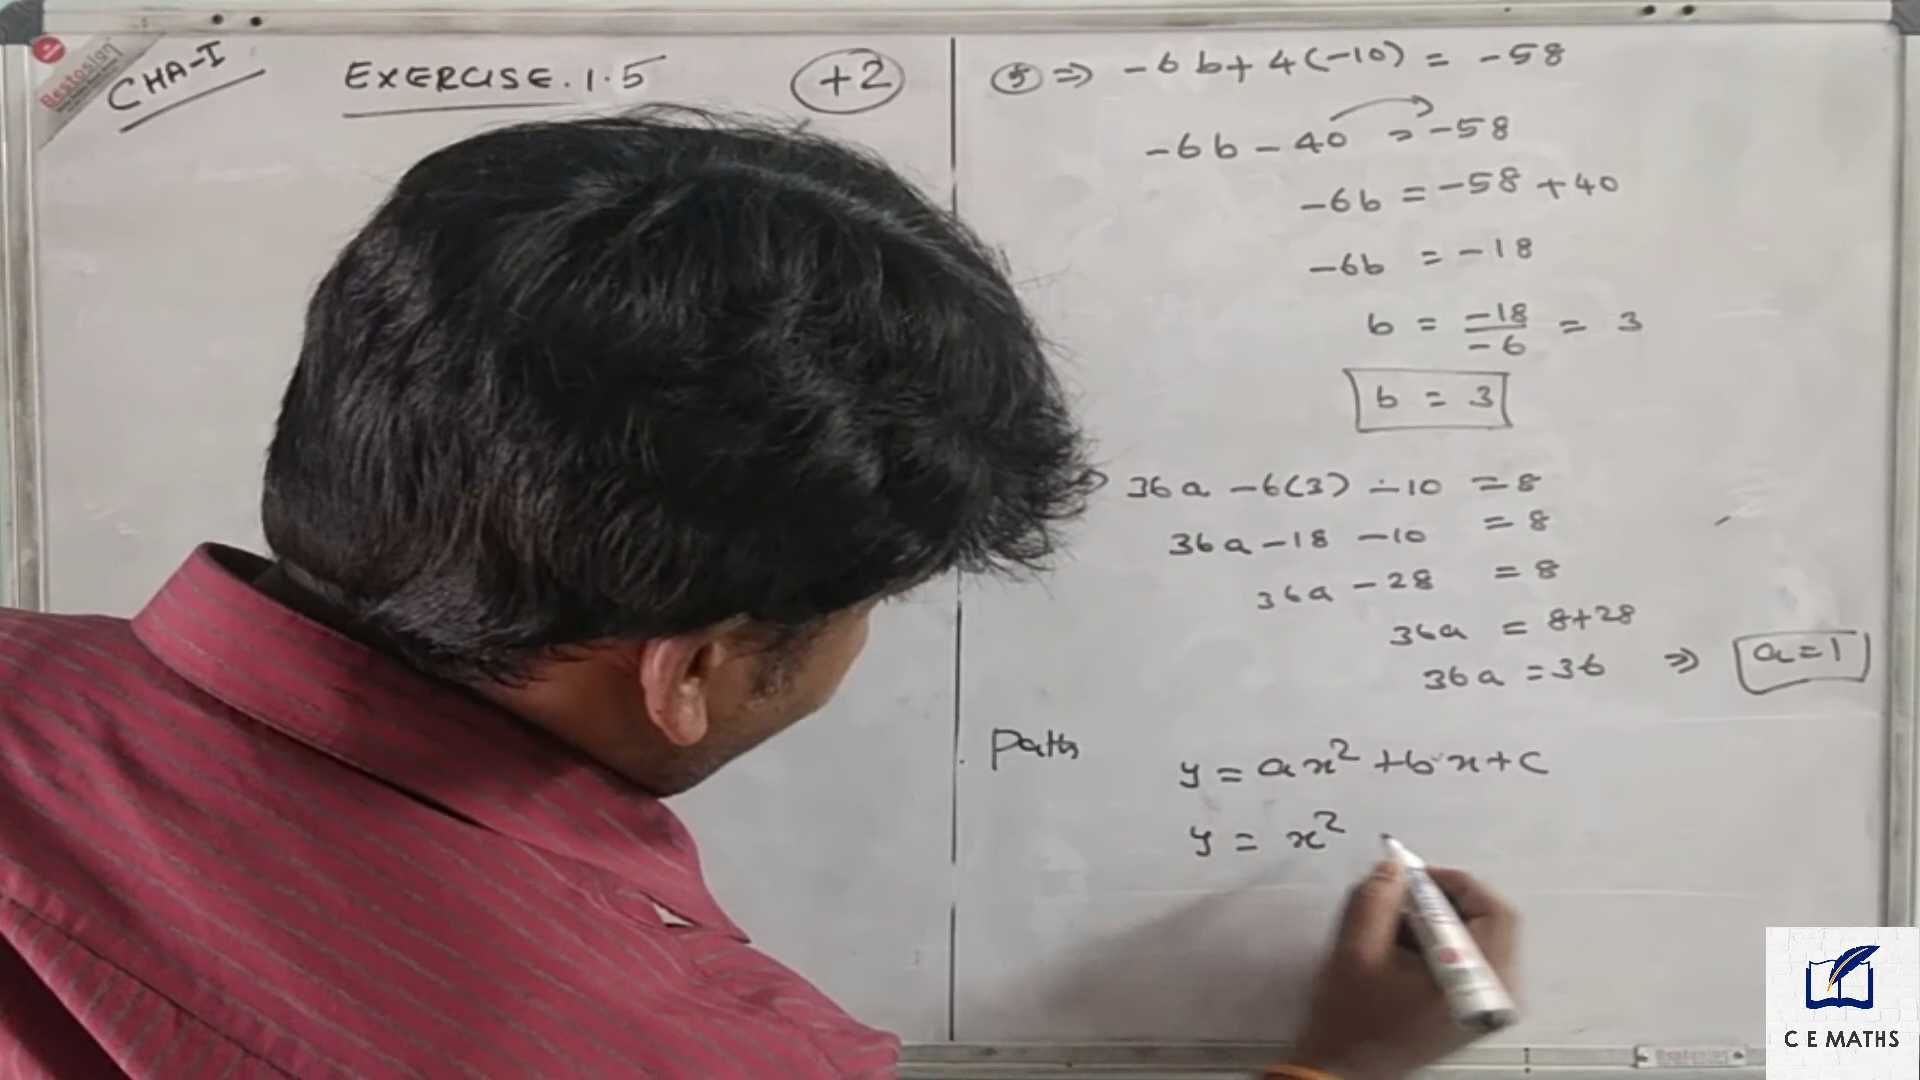 Bestosign
CHA-I
EXERCISE.1.5
+2
⑤ ⇒ -6b+4(-10) = -58
-6b-40 = -58
-6b = -58+40
-6b = -18
b = -18/-6 = 3
b = 3
36a -6(3) -10 = 8
36a -18 -10 = 8
36a -28 = 8
36a = 8+28
36a = 36 ⇒ a=1
Path y = ax² + bx + c
y = x²
C E MATHS